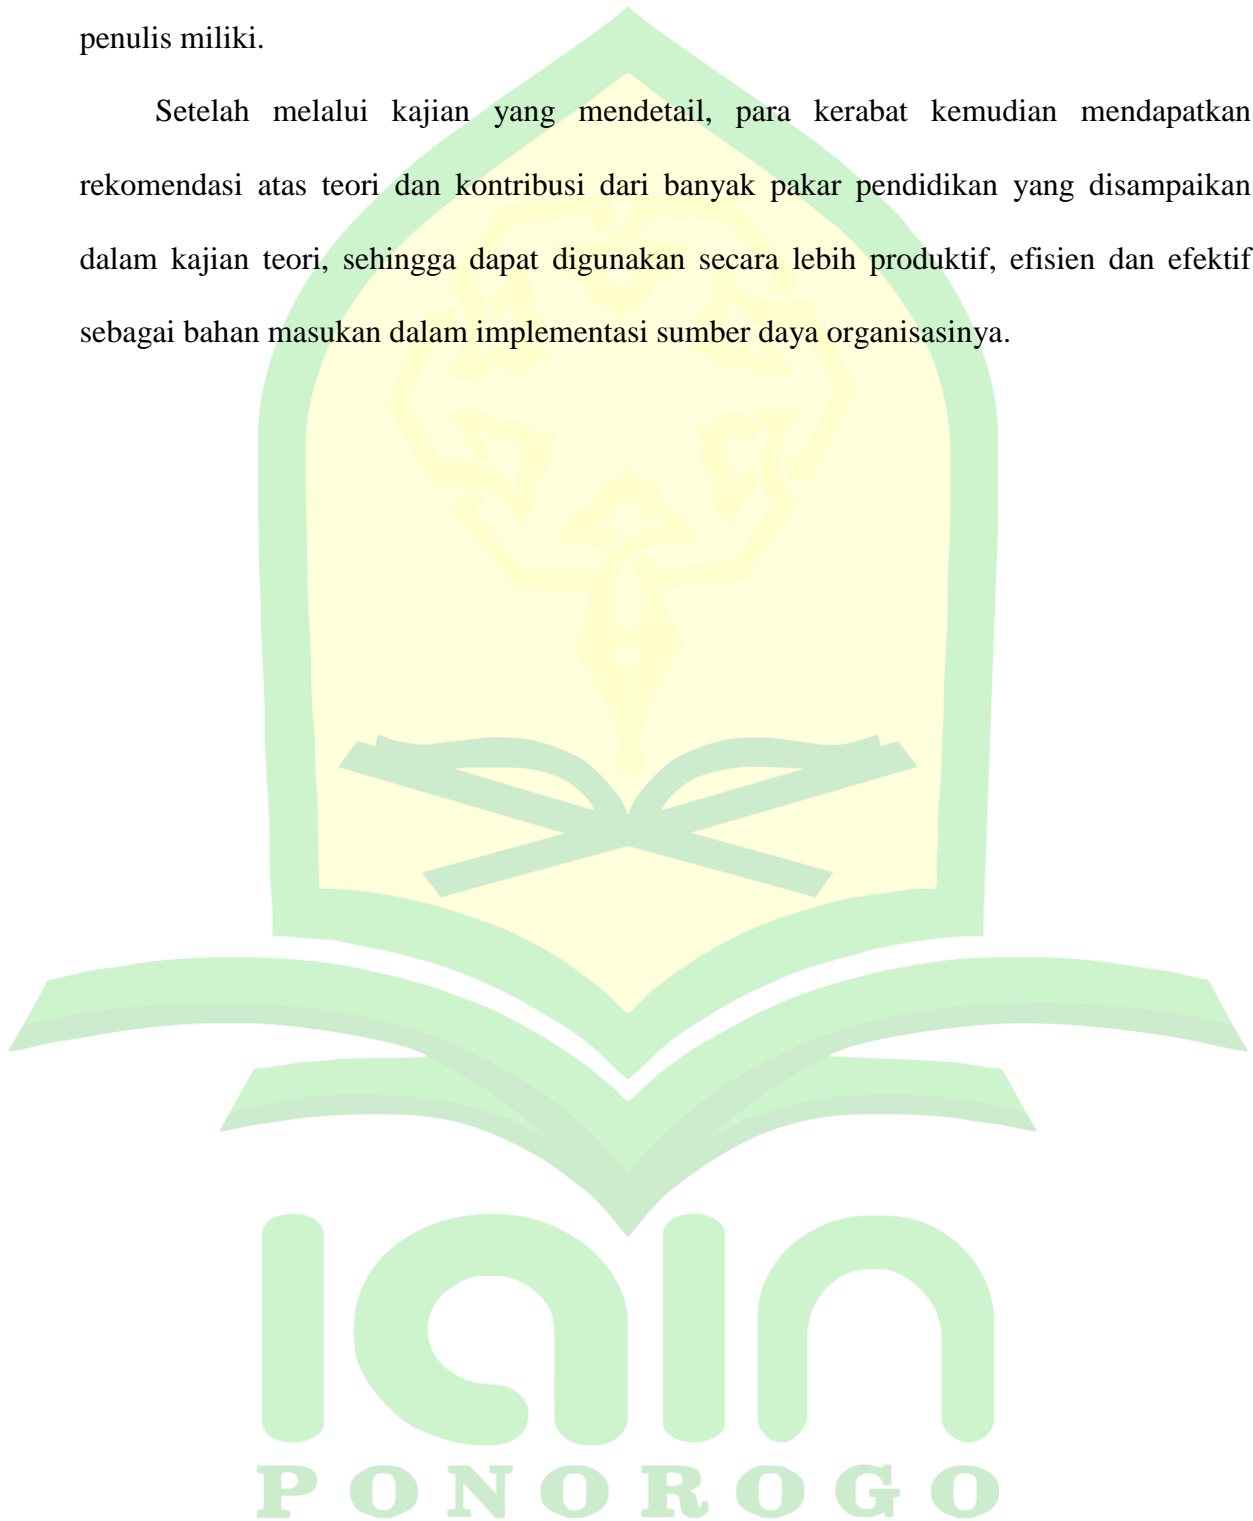 penulis miliki.
Setelah melalui kajian yang mendetail, para kerabat kemudian mendapatkan
rekomendasi atas teori dan kontribusi dari banyak pakar pendidikan yang disampaikan
dalam kajian teori, sehingga dapat digunakan secara lebih produktif, efisien dan efektif
sebagai bahan masukan dalam implementasi sumber daya organisasinya.
IAIN
PONOROGO